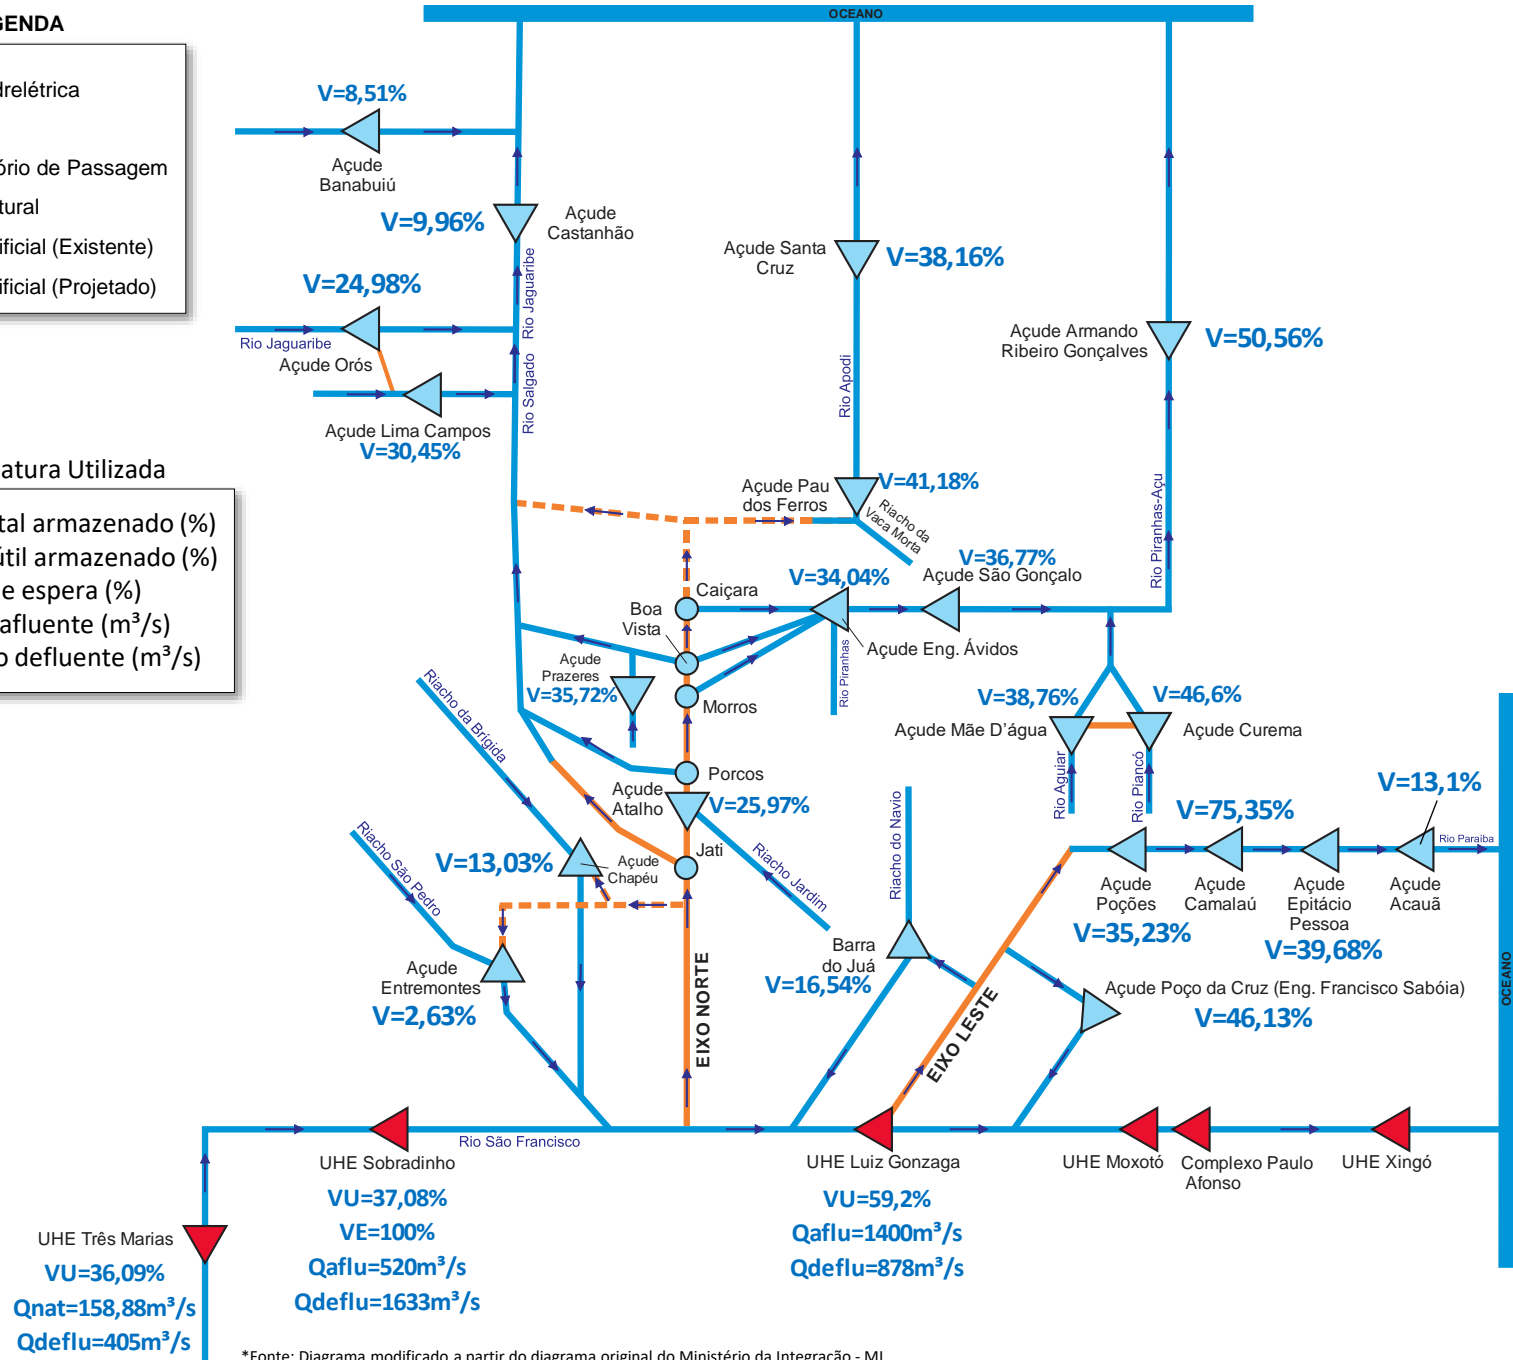 OCEANO
GENDA
drelétrica
ório de Passagem
tural
ificial (Existente)
ificial (Projetado)
V=8,51%
Açude
Banabuiú
V=9,96%
Açude
Castanhão
Rio Jaguaribe
V=24,98%
Rio Jaguaribe
Açude Orós
Rio Salgado
Açude Lima Campos
V=30,45%
Açude Santa
Cruz
V=38,16%
Rio Apodi
Açude Armando
Ribeiro Gonçalves
V=50,56%
Rio Piranhas-Açu
atura Utilizada
tal armazenado (%)
útil armazenado (%)
e espera (%)
afluente (m³/s)
o defluente (m³/s)
Açude Pau
dos Ferros
V=41,18%
Riacho da
Vaca Morta
V=36,77%
Açude São Gonçalo
V=34,04%
Açude Eng. Ávidos
Rio Piranhas
Caiçara
Boa
Vista
Morros
Açude
Prazeres
V=35,72%
Porcos
Açude
Atalho
V=25,97%
Jati
Riacho Jardim
Riacho da Brígida
Riacho São Pedro
V=13,03%
Açude
Chapéu
Açude
Entremontes
V=2,63%
EIXO NORTE
V=38,76%
Açude Mãe D'água
Rio Aguiar
V=46,6%
Açude Curema
Rio Piancó
V=13,1%
V=75,35%
Rio Paraíba
Açude
Poções
V=35,23%
Açude
Camalaú
Açude
Epitácio
Pessoa
V=39,68%
Açude
Acauã
Riacho do Navio
Barra
do Juá
V=16,54%
EIXO LESTE
Açude Poço da Cruz (Eng. Francisco Sabóia)
V=46,13%
OCEANO
Rio São Francisco
UHE Sobradinho
VU=37,08%
VE=100%
Qaflu=520m³/s
Qdeflu=1633m³/s
UHE Luiz Gonzaga
VU=59,2%
Qaflu=1400m³/s
Qdeflu=878m³/s
UHE Moxotó
Complexo Paulo
Afonso
UHE Xingó
UHE Três Marias
VU=36,09%
Qnat=158,88m³/s
Qdeflu=405m³/s
*Fonte: Diagrama modificado a partir do diagrama original do Ministério da Integração - MI